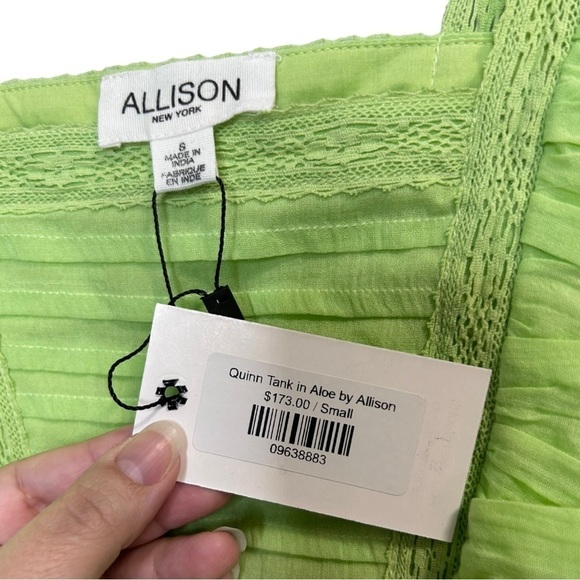 ALLISON
NEW YORK
S
MADE IN
INDIA
FABRIQUE
EN INDE
Quinn Tank in Aloe by Allison
$173.00 / Small
09638883